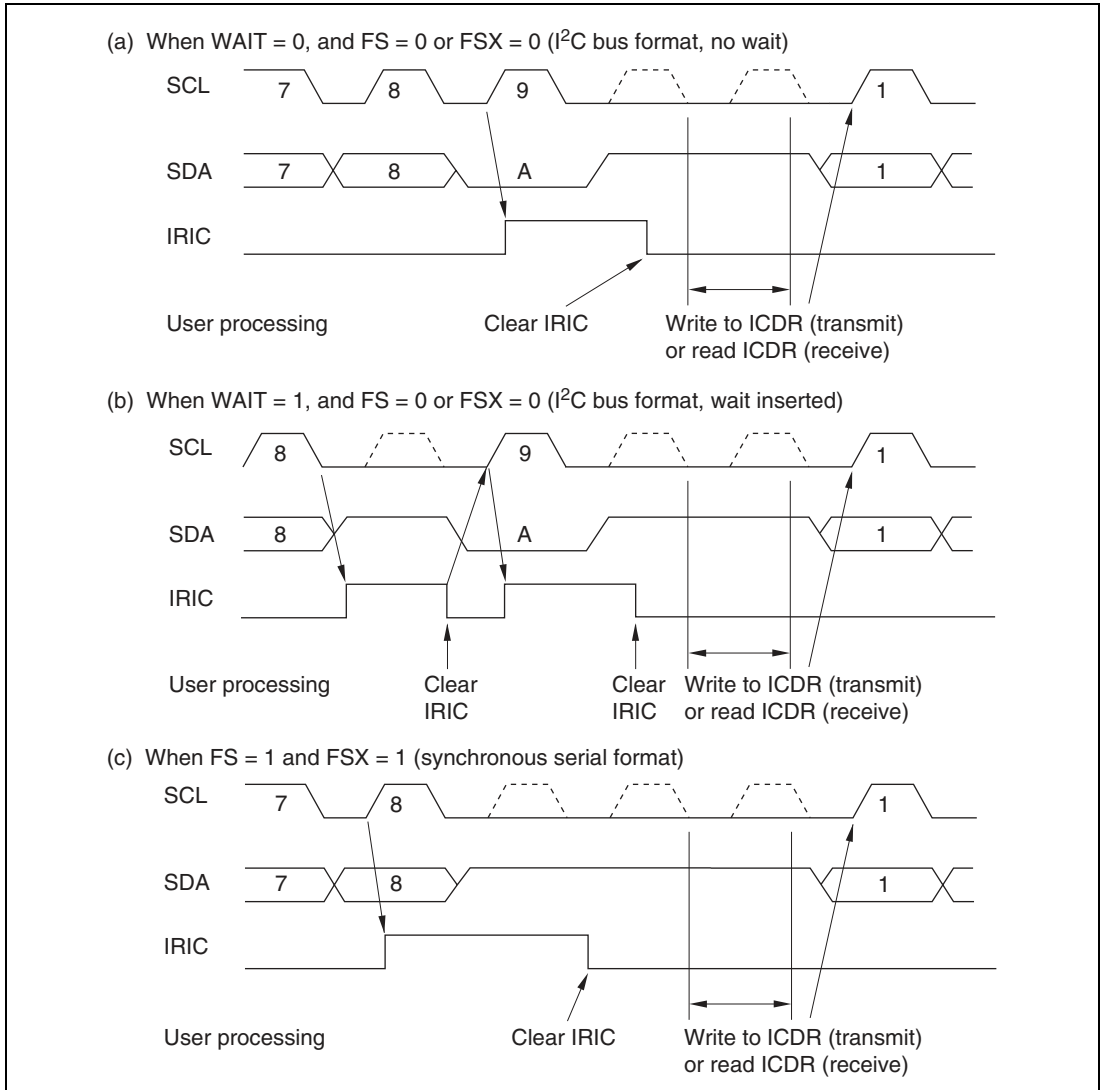 (a) When WAIT = 0, and FS = 0 or FSX = 0 (I²C bus format, no wait)
SCL
7 8 9 1
SDA
7 8 A 1
IRIC
User processing
Clear IRIC
Write to ICDR (transmit)
or read ICDR (receive)
(b) When WAIT = 1, and FS = 0 or FSX = 0 (I²C bus format, wait inserted)
SCL
8 9 1
SDA
8 A 1
IRIC
User processing
Clear
IRIC
Clear
IRIC
Write to ICDR (transmit)
or read ICDR (receive)
(c) When FS = 1 and FSX = 1 (synchronous serial format)
SCL
7 8 1
SDA
7 8 1
IRIC
User processing
Clear IRIC
Write to ICDR (transmit)
or read ICDR (receive)